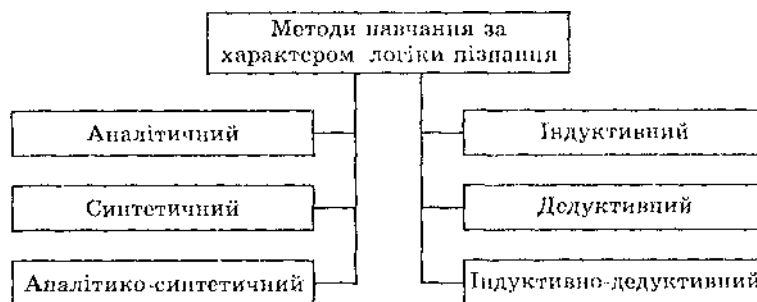 Методи навчання за
характером логіки пізнання
Аналітичний
Індуктивний
Синтетичний
Дедуктивний
Аналітико-синтетичний
Індуктивно-дедуктивний